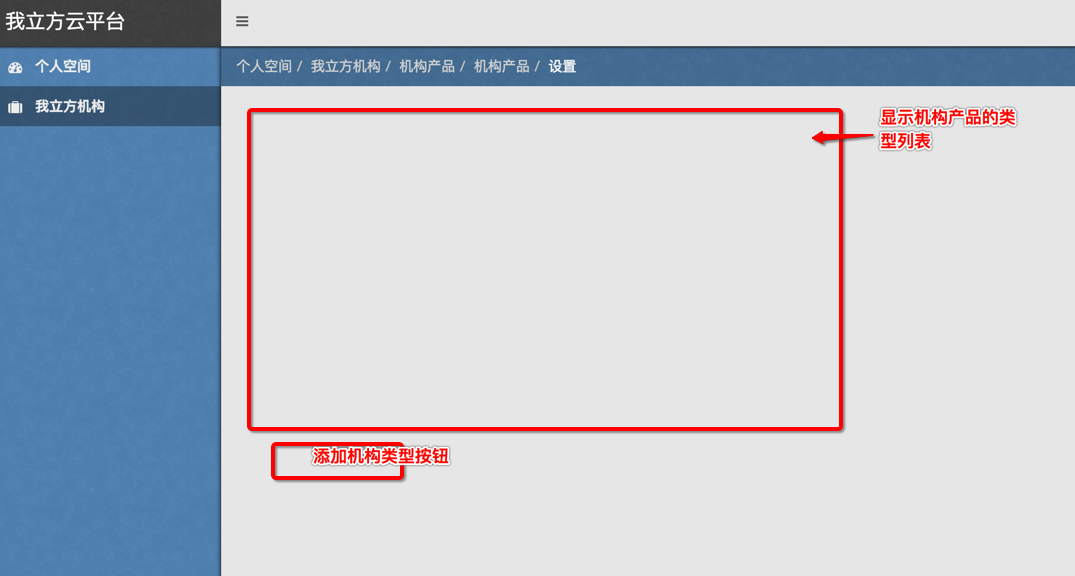 我立方云平台
个人空间
我立方机构
个人空间 / 我立方机构 / 机构产品 / 机构产品 / 设置
显示机构产品的类
型列表
添加机构类型按钮